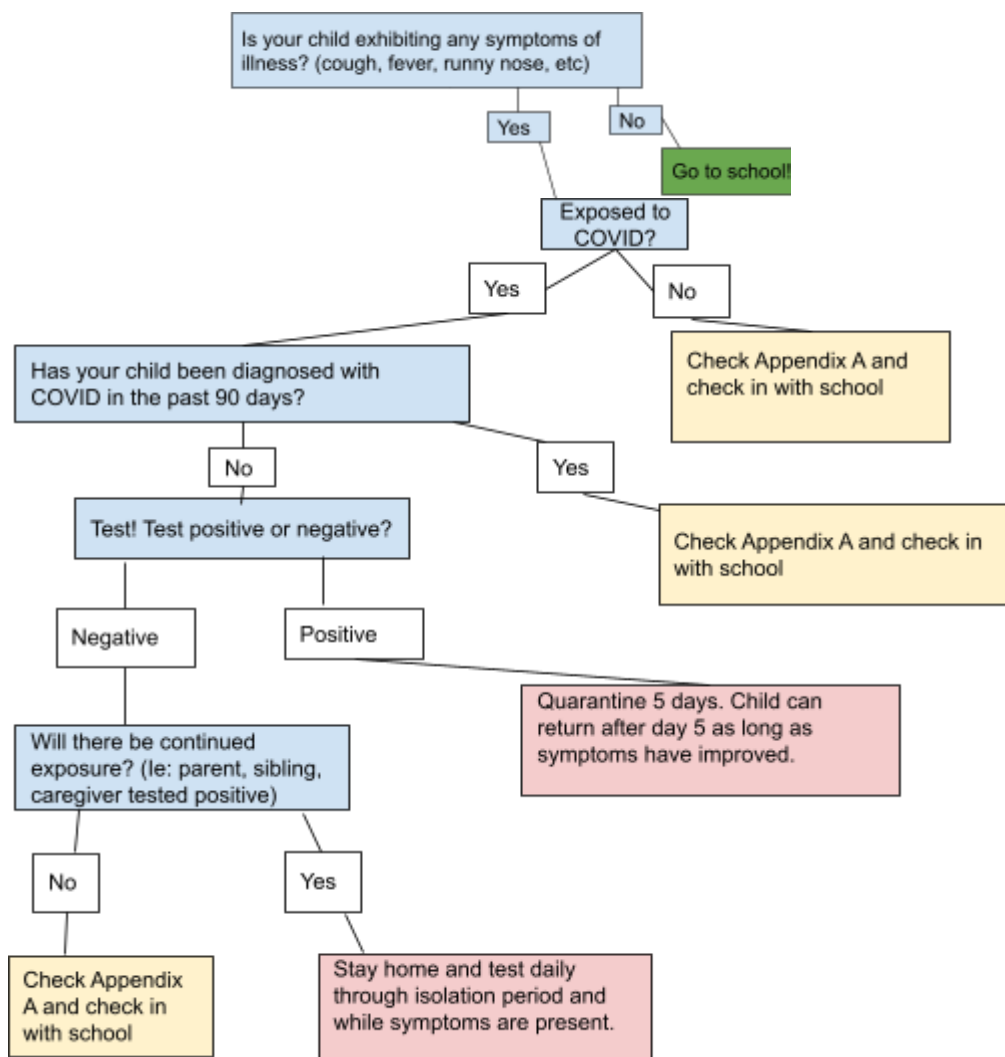 Is your child exhibiting any symptoms of
illness? (cough, fever, runny nose, etc)
Yes
No
Go to school!
Exposed to
COVID?
Yes
No
Check Appendix A and
check in with school
Has your child been diagnosed with
COVID in the past 90 days?
No
Yes
Check Appendix A and check in
with school
Test! Test positive or negative?
Negative
Positive
Quarantine 5 days. Child can
return after day 5 as long as
symptoms have improved.
Will there be continued
exposure? (Ie: parent, sibling,
caregiver tested positive)
No
Yes
Check Appendix
A and check in
with school
Stay home and test daily
through isolation period and
while symptoms are present.